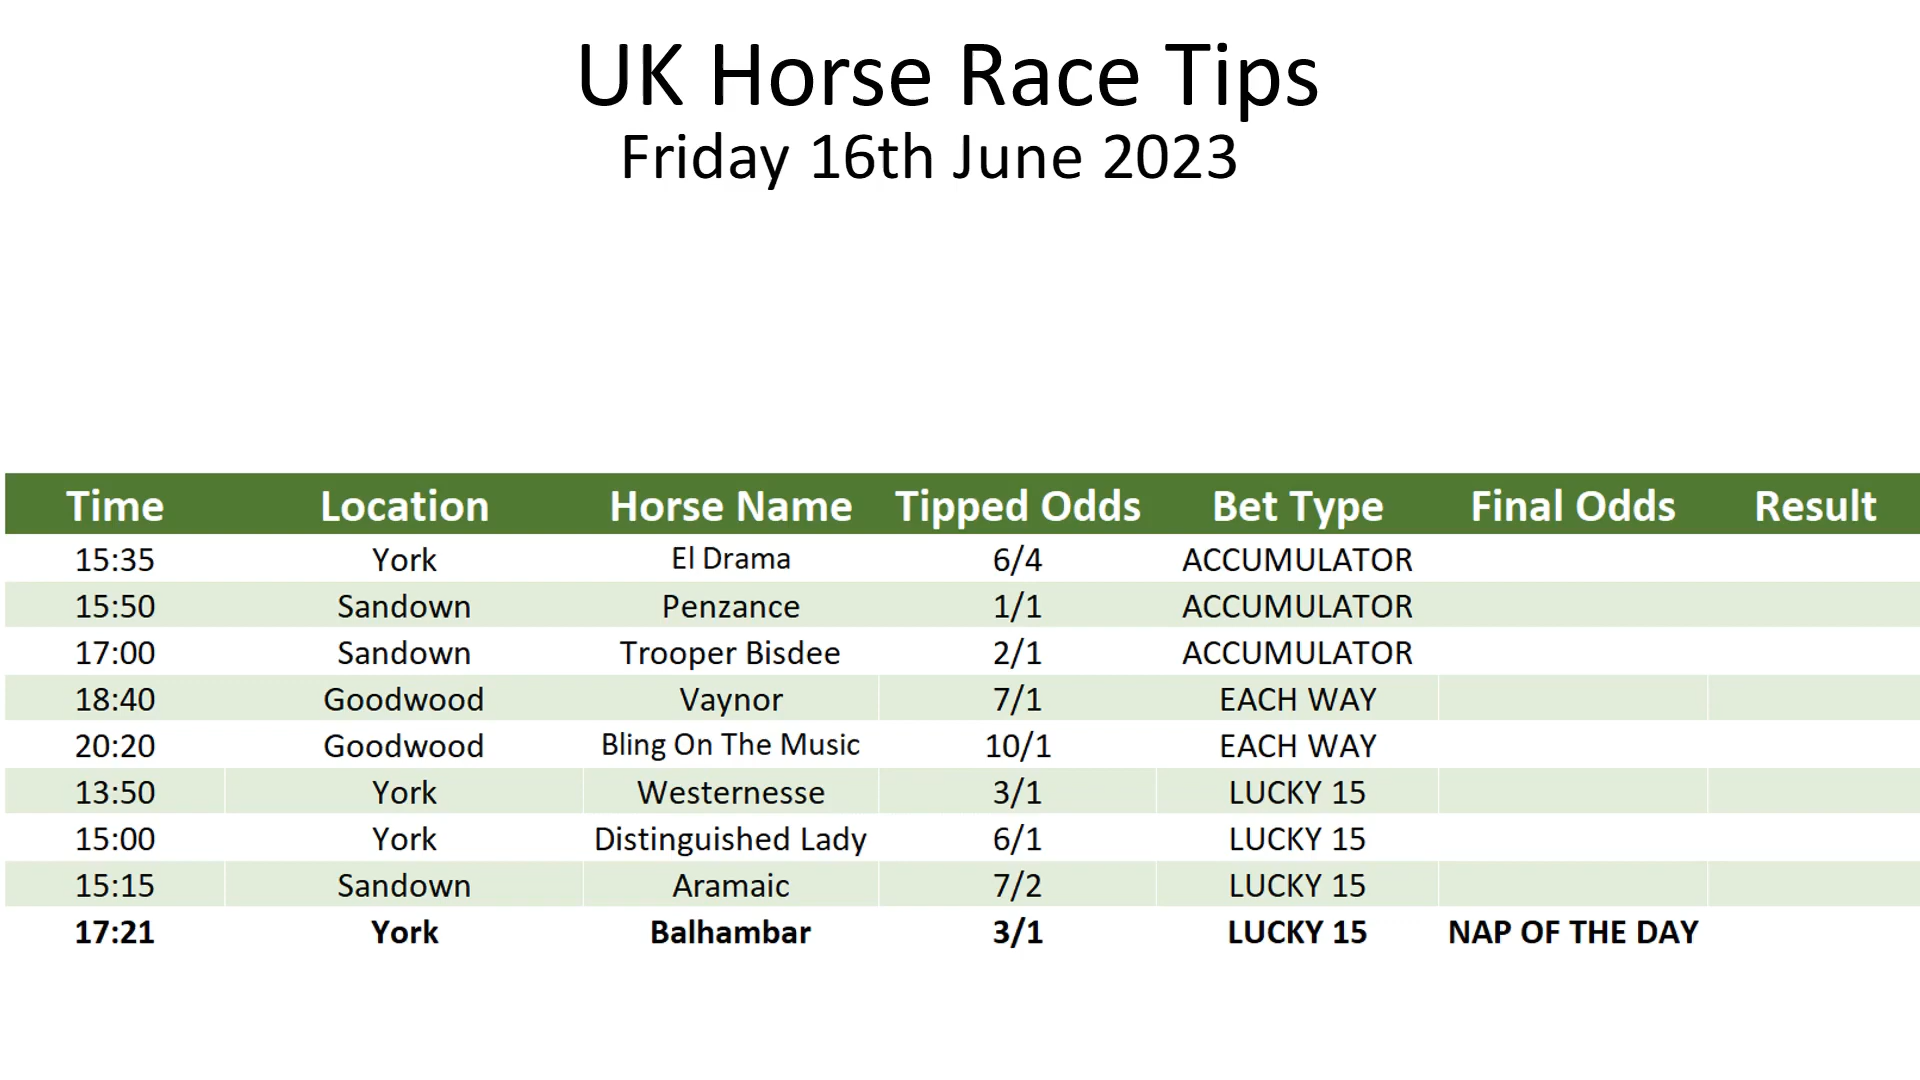 UK Horse Race Tips
Friday 16th June 2023
Time Location Horse Name Tipped Odds Bet Type Final Odds Result
15:35 York El Drama 6/4 ACCUMULATOR
15:50 Sandown Penzance 1/1 ACCUMULATOR
17:00 Sandown Trooper Bisdee 2/1 ACCUMULATOR
18:40 Goodwood Vaynor 7/1 EACH WAY
20:20 Goodwood Bling On The Music 10/1 EACH WAY
13:50 York Westernesse 3/1 LUCKY 15
15:00 York Distinguished Lady 6/1 LUCKY 15
15:15 Sandown Aramaic 7/2 LUCKY 15
17:21 York Balhambar 3/1 LUCKY 15 NAP OF THE DAY